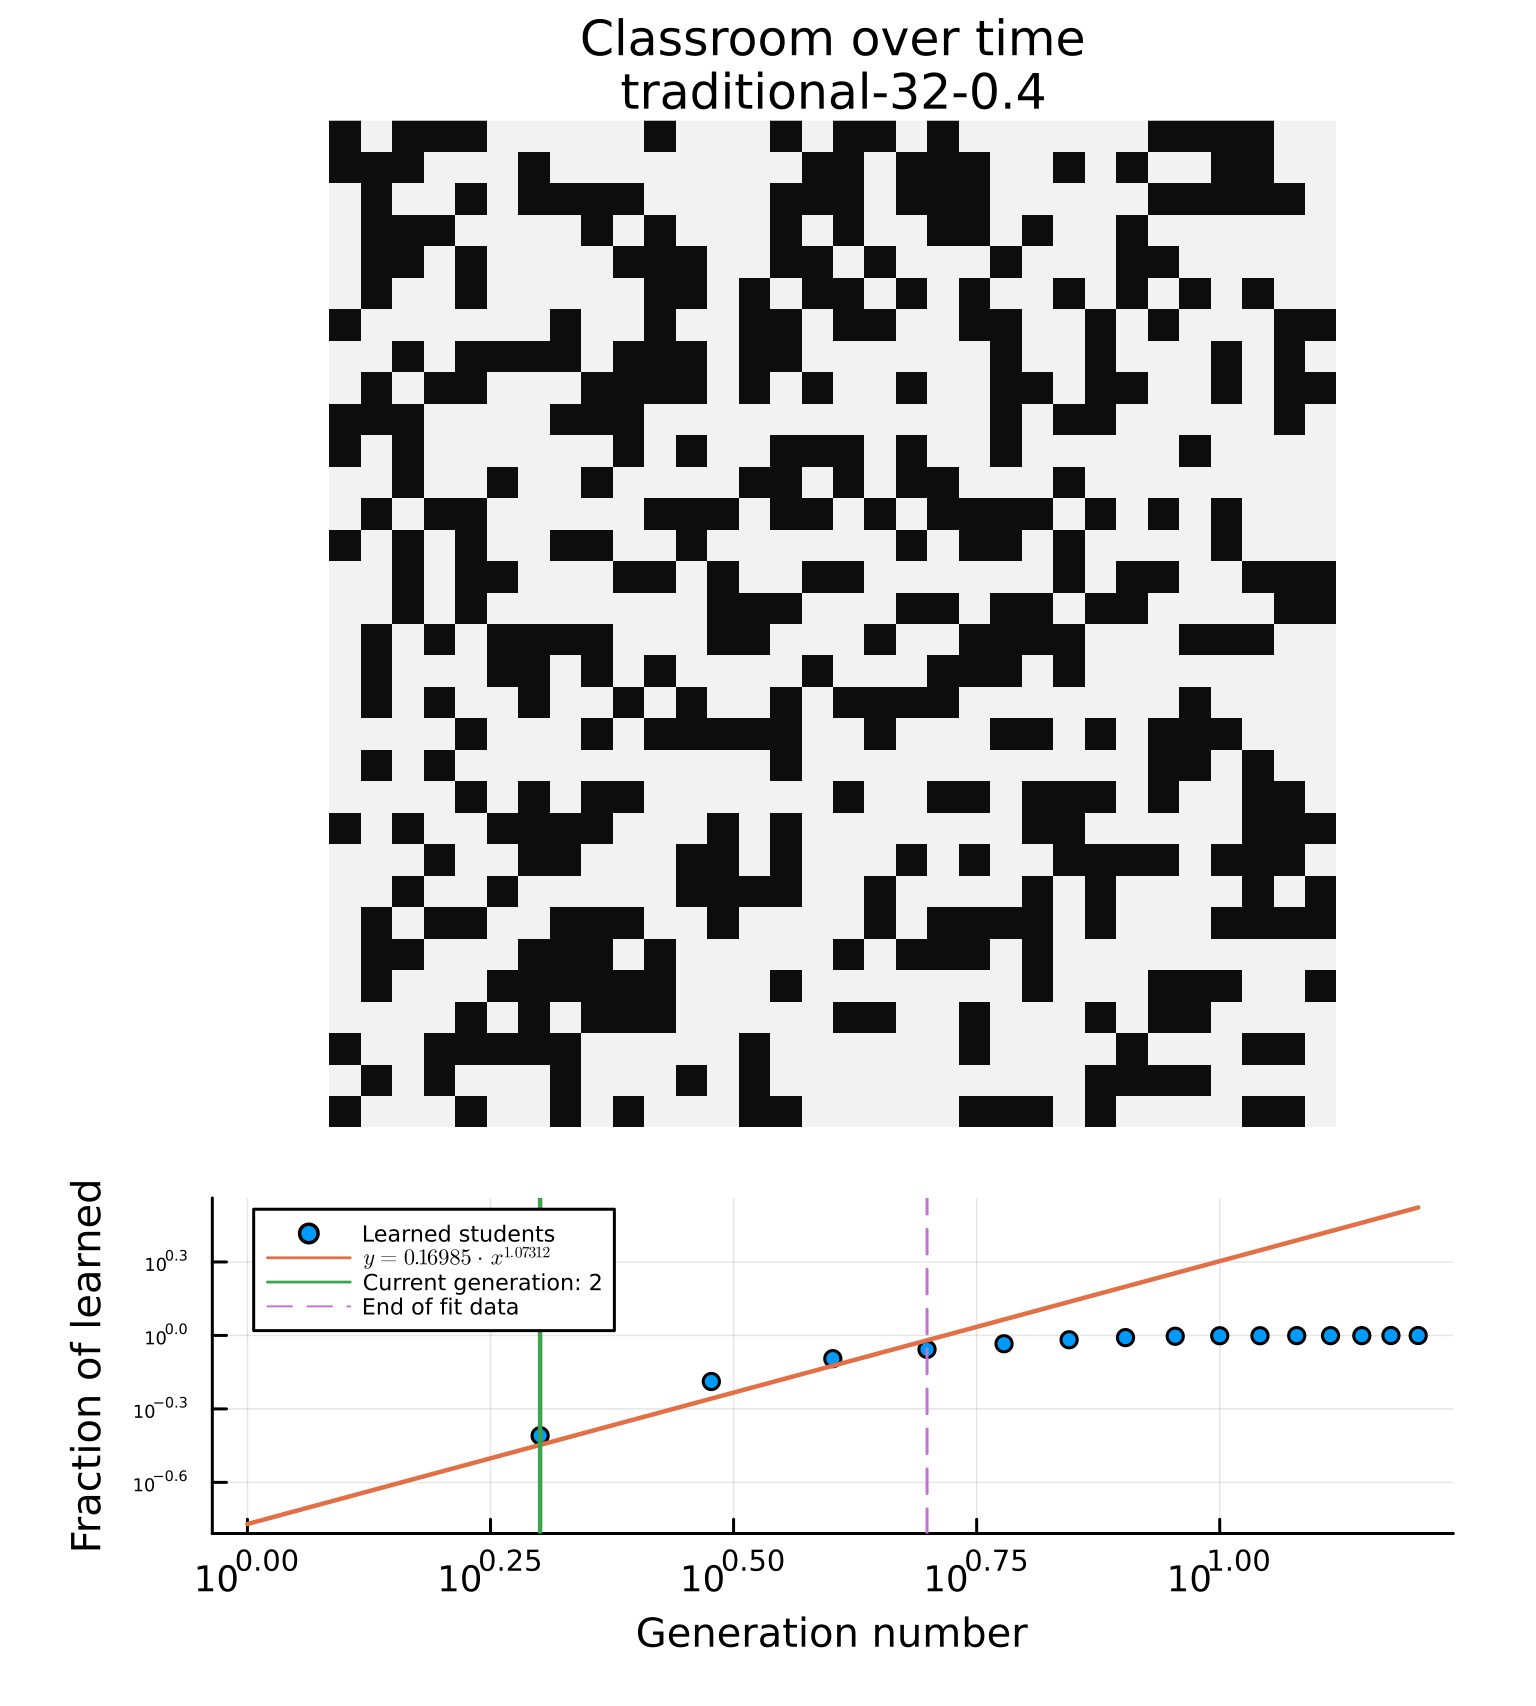 Classroom over time
traditional-32-0.4
Fraction of learned
10^0.3
10^0.0
10^−0.3
10^−0.6
Learned students
y = 0.16985 · x^1.07312
Current generation: 2
End of fit data
10^0.00 10^0.25 10^0.50 10^0.75 10^1.00
Generation number